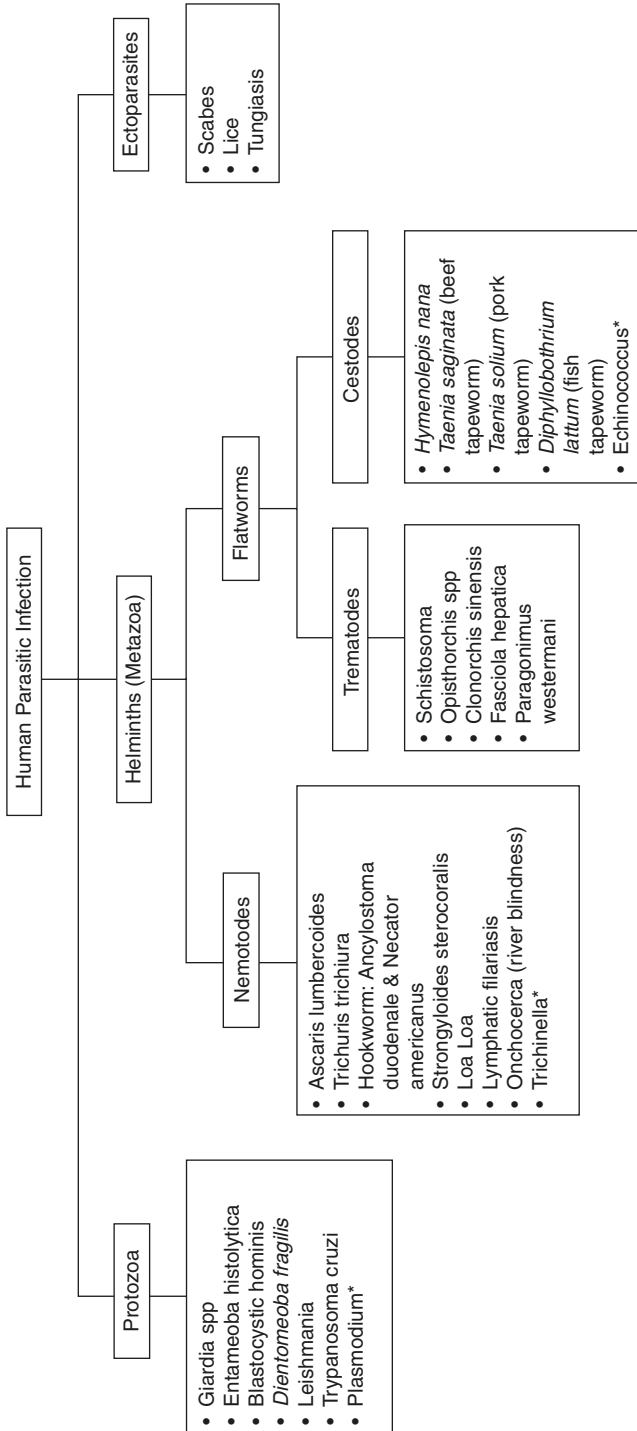 Human Parasitic Infection
Protozoa
• Giardia spp
• Entameoba histolytica
• Blastocystic hominis
• Dientomeoba fragilis
• Leishmania
• Trypanosoma cruzi
• Plasmodium*
Helminths (Metazoa)
Nemotodes
• Ascaris lumbercoides
• Trichuris trichiura
• Hookworm: Ancylostoma
duodenale & Necator
americanus
• Strongyloides sterocoralis
• Loa Loa
• Lymphatic filariasis
• Onchocerca (river blindness)
• Trichinella*
Flatworms
Trematodes
• Schistosoma
• Opisthorchis spp
• Clonorchis sinensis
• Fasciola hepatica
• Paragonimus
westermani
Cestodes
• Hymenolepis nana
• Taenia saginata (beef
tapeworm)
• Taenia solium (pork
tapeworm)
• Diphyllobothrium
lattum (fish
tapeworm)
• Echinococcus*
Ectoparasites
• Scabes
• Lice
• Tungiasis